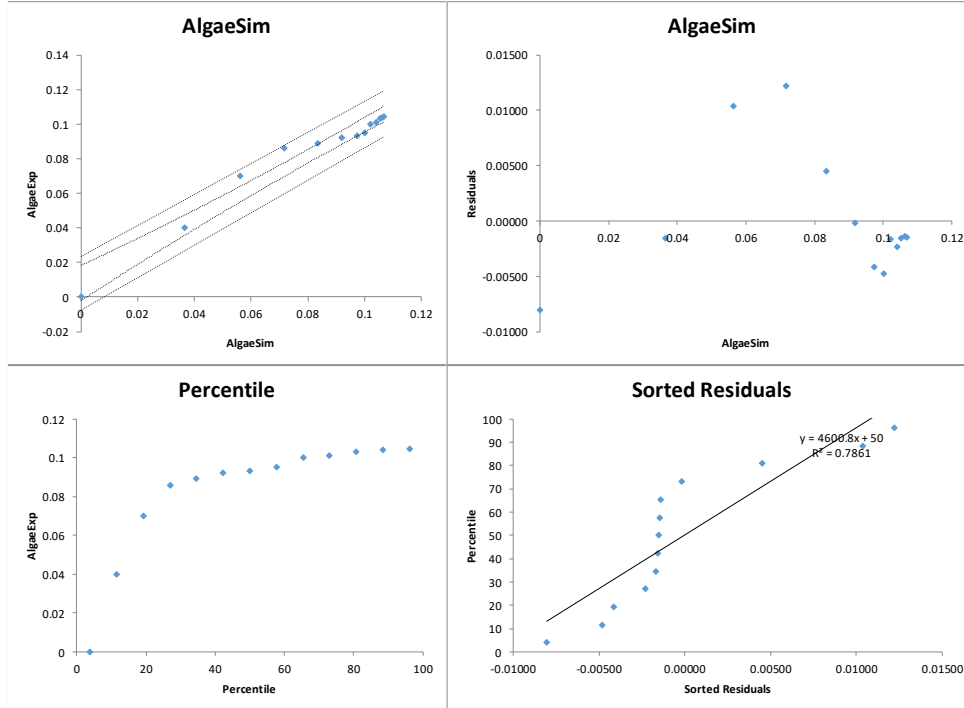 AlgaeSim
0.14
0.12
0.1
0.08
0.06
0.04
0.02
0
-0.02
0 0.02 0.04 0.06 0.08 0.1 0.12
AlgaeExp
AlgaeSim
AlgaeSim
0.01500
0.01000
0.00500
0.00000
-0.00500
-0.01000
0 0.02 0.04 0.06 0.08 0.1 0.12
Residuals
AlgaeSim
Percentile
0.12
0.1
0.08
0.06
0.04
0.02
0
0 20 40 60 80 100
AlgaeExp
Percentile
Sorted Residuals
100
90
80
70
60
50
40
30
20
10
0
y = 4600.8x + 50
R² = 0.7861
-0.01000 -0.00500 0.00000 0.00500 0.01000 0.01500
Percentile
Sorted Residuals